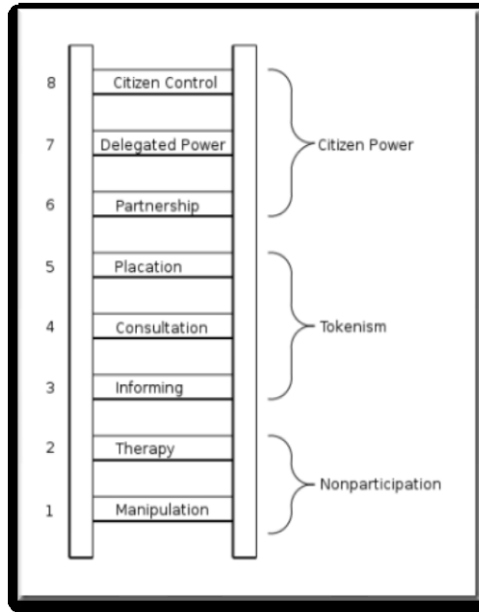 8 Citizen Control
7 Delegated Power Citizen Power
6 Partnership
5 Placation
4 Consultation Tokenism
3 Informing
2 Therapy
Nonparticipation
1 Manipulation